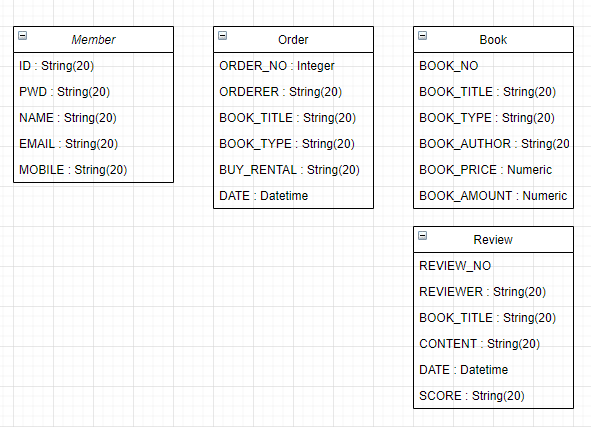 Member
ID : String(20)
PWD : String(20)
NAME : String(20)
EMAIL : String(20)
MOBILE : String(20)
Order
ORDER_NO : Integer
ORDERER : String(20)
BOOK_TITLE : String(20)
BOOK_TYPE : String(20)
BUY_RENTAL : String(20)
DATE : Datetime
Book
BOOK_NO
BOOK_TITLE : String(20)
BOOK_TYPE : String(20)
BOOK_AUTHOR : String(20
BOOK_PRICE : Numeric
BOOK_AMOUNT : Numeric
Review
REVIEW_NO
REVIEWER : String(20)
BOOK_TITLE : String(20)
CONTENT : String(20)
DATE : Datetime
SCORE : String(20)